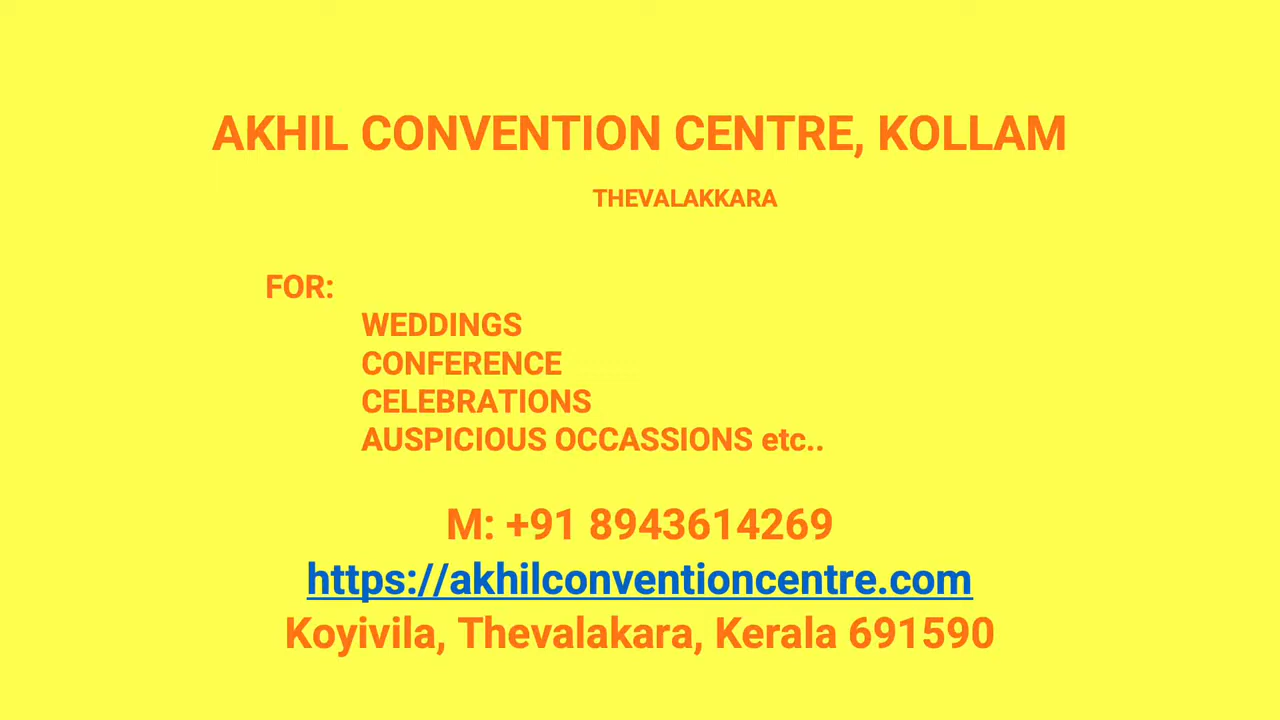 AKHIL CONVENTION CENTRE, KOLLAM
THEVALAKKARA
FOR:
WEDDINGS
CONFERENCE
CELEBRATIONS
AUSPICIOUS OCCASSIONS etc..
M: +91 8943614269
https://akhilconventioncentre.com
Koyivila, Thevalakara, Kerala 691590